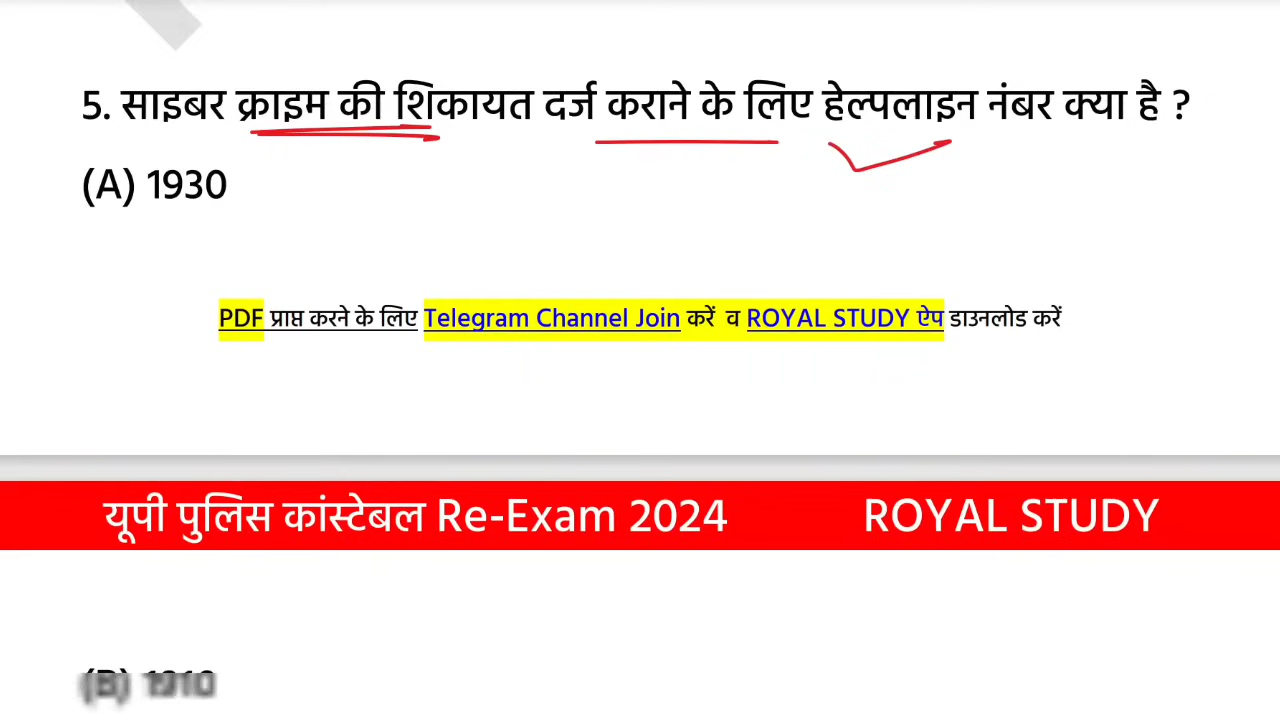 5. साइबर क्राइम की शिकायत दर्ज कराने के लिए हेल्पलाइन नंबर क्या है ?
(A) 1930
PDF प्राप्त करने के लिए Telegram Channel Join करें व ROYAL STUDY ऐप डाउनलोड करें
यूपी पुलिस कांस्टेबल Re-Exam 2024 ROYAL STUDY
(B)